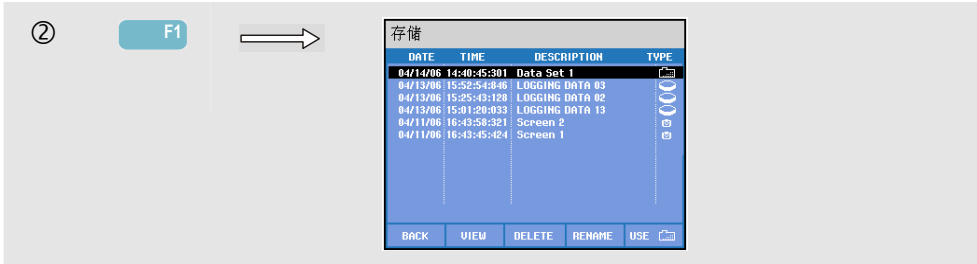 ② F1
存储
DATE TIME DESCRIPTION TYPE
04/14/06 14:40:45:301 Data Set 1
04/13/06 15:52:54:846 LOGGING DATA 03
04/13/06 15:25:43:128 LOGGING DATA 02
04/13/06 15:01:20:033 LOGGING DATA 13
04/11/06 16:43:58:321 Screen 2
04/11/06 16:43:45:424 Screen 1
BACK VIEW DELETE RENAME USE